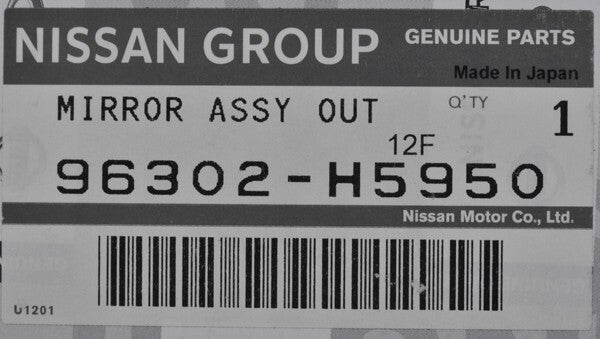 NISSAN GROUP GENUINE PARTS
Made In Japan
MIRROR ASSY OUT Q'TY 1
12F
96302-H5950
Nissan Motor Co., Ltd.
U1201